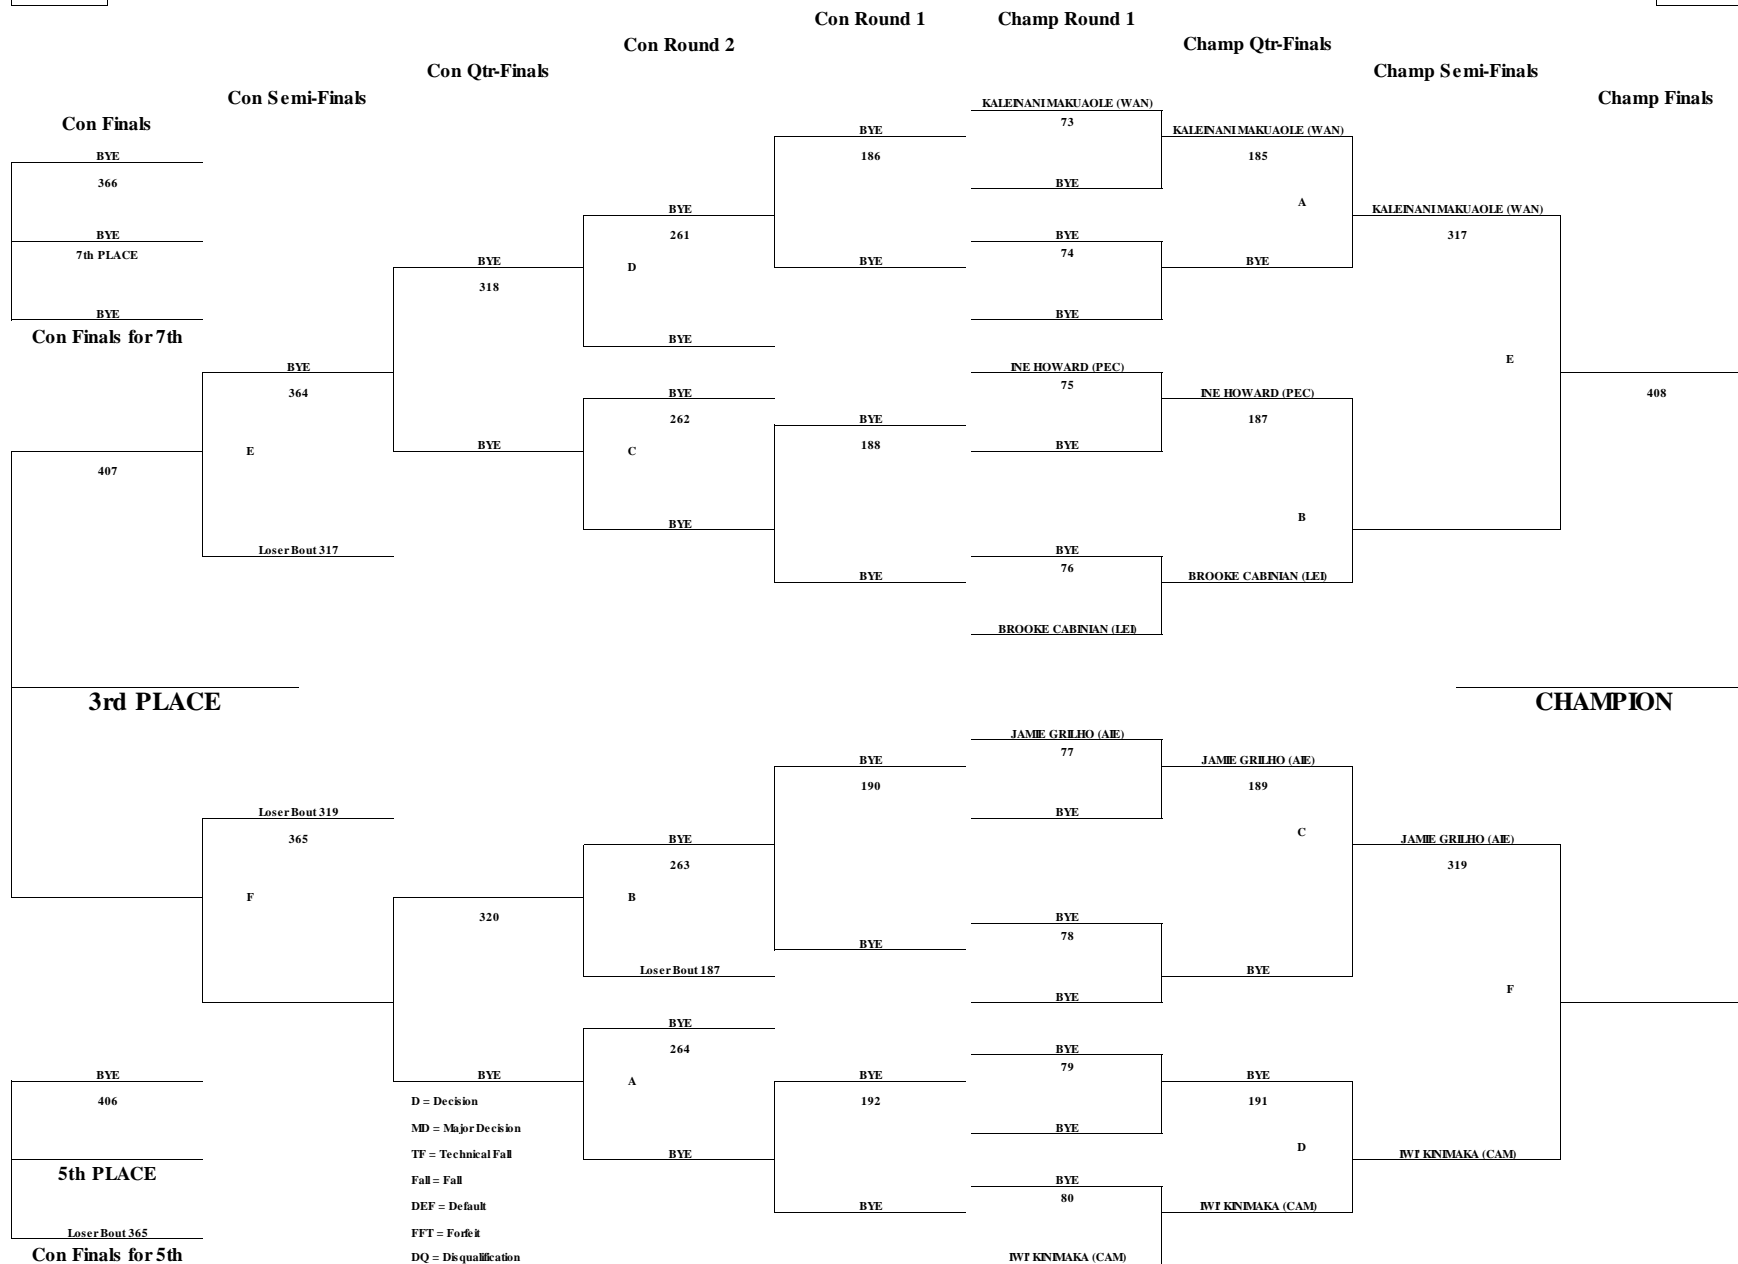 Con Round 1
Champ Round 1
Con Round 2
Champ Qtr-Finals
Con Qtr-Finals
Champ Semi-Finals
Con Semi-Finals
Champ Finals
Con Finals
KALEINANI MAKUAOLE (WAN)
73
BYE
KALEINANI MAKUAOLE (WAN)
BYE
186
185
366
BYE
A
BYE
KALEINANI MAKUAOLE (WAN)
BYE
BYE
261
317
7th PLACE
74
BYE
D
BYE
BYE
318
BYE
BYE
Con Finals for 7th
BYE
E
BYE
INE HOWARD (PEC)
75
364
BYE
INE HOWARD (PEC)
408
262
BYE
187
BYE
188
BYE
E
C
407
B
BYE
Loser Bout 317
BYE
76
BYE
BROOKE CABINIAN (LEI)
BROOKE CABINIAN (LEI)
3rd PLACE
CHAMPION
JAMIE GRILHO (AIE)
77
BYE
JAMIE GRILHO (AIE)
190
189
Loser Bout 319
BYE
C
365
BYE
JAMIE GRILHO (AIE)
263
319
F
B
320
BYE
78
BYE
Loser Bout 187
BYE
F
BYE
BYE
264
BYE
79
BYE
BYE
A
BYE
BYE
406
D = Decision
192
191
MD = Major Decision
BYE
D
TF = Technical Fall
BYE
IWI' KINIMAKA (CAM)
5th PLACE
Fall = Fall
BYE
80
DEF = Default
BYE
IWI' KINIMAKA (CAM)
Loser Bout 365
FFT = Forfeit
Con Finals for 5th
DQ = Disqualification
IWI' KINIMAKA (CAM)